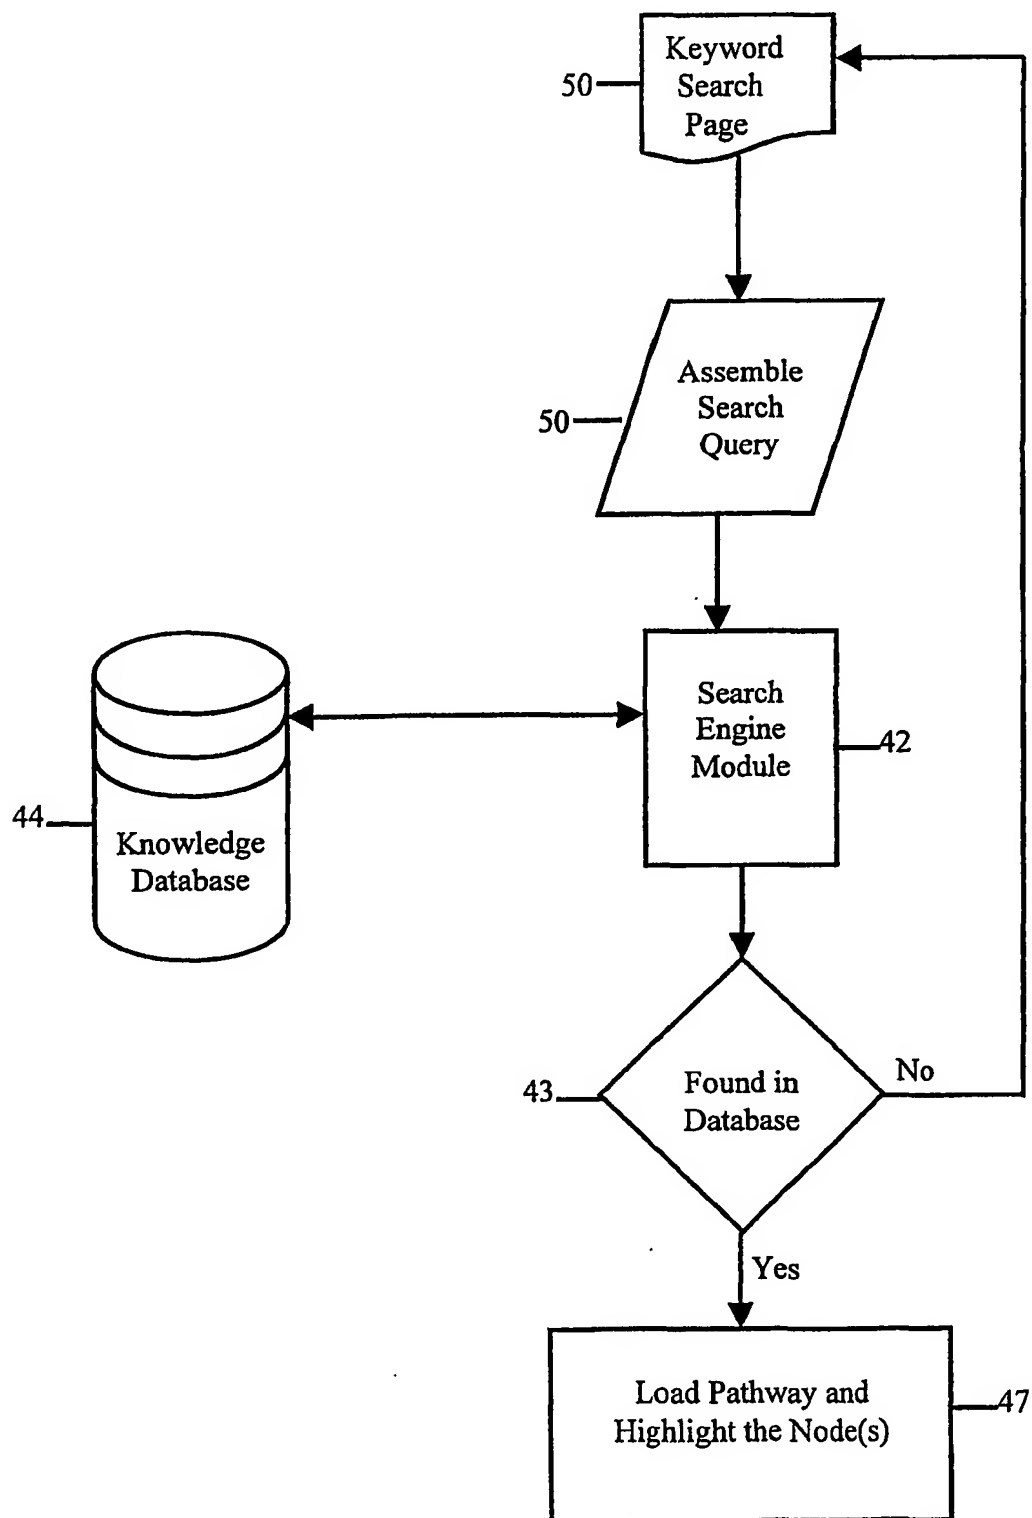 Keyword
Search
Page
50
Assemble
Search
Query
50
Search
Engine
Module
42
44
Knowledge
Database
43
Found in
Database
No
Yes
Load Pathway and
Highlight the Node(s)
47